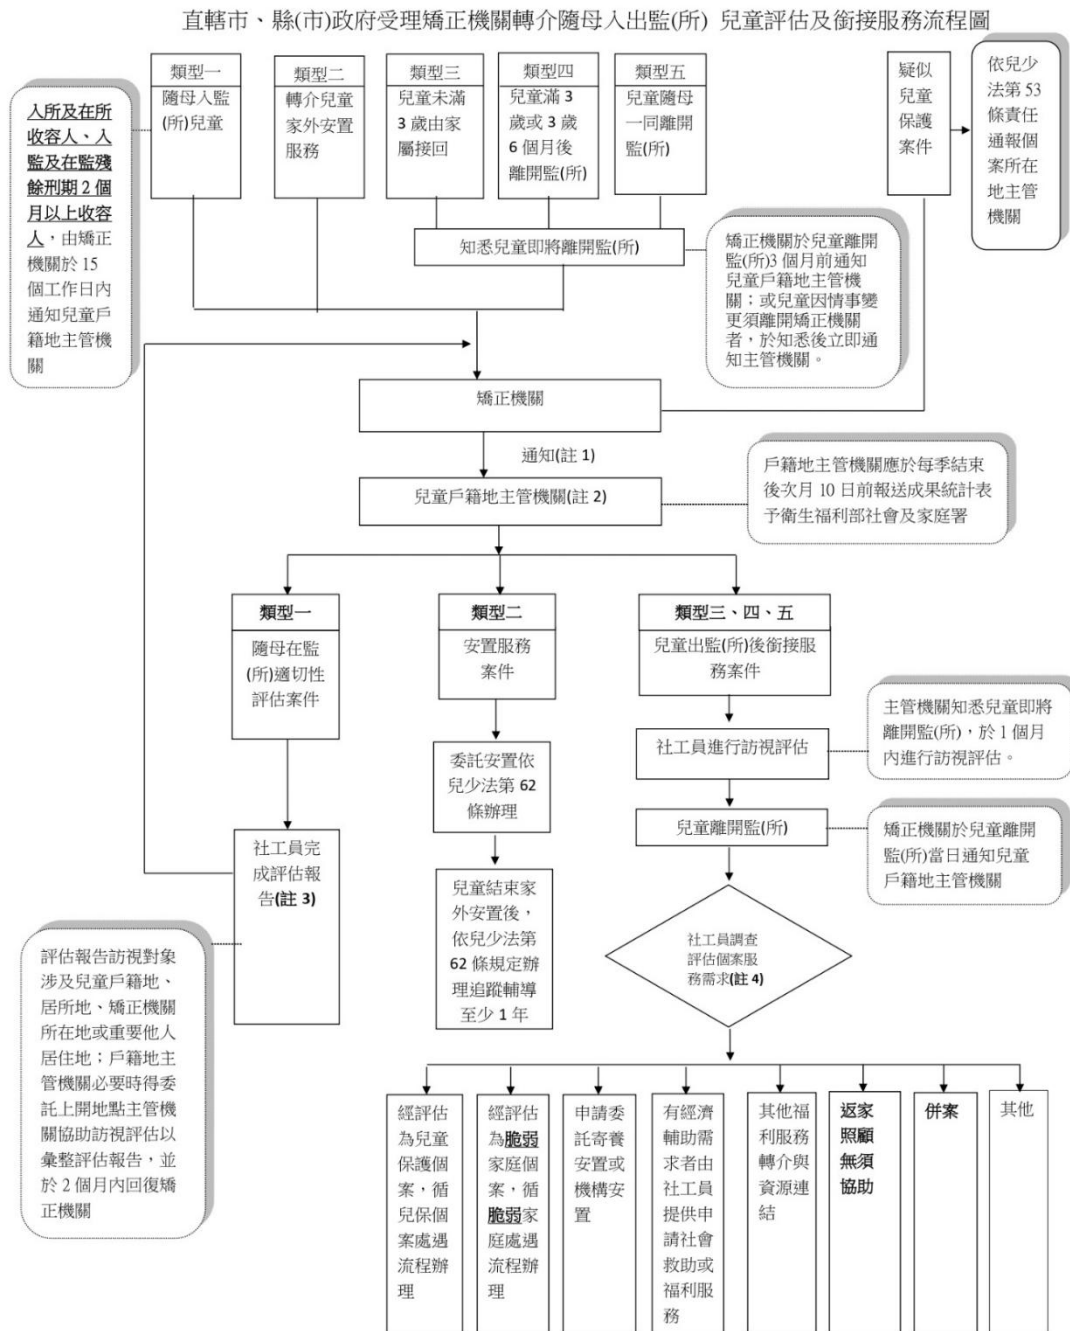 直轄市、縣(市)政府受理矯正機關轉介隨母入出監(所) 兒童評估及銜接服務流程圖
入所及在所
收容人、入
監及在監殘
餘刑期 2 個
月以上收容
人，由矯正
機關於 15
個工作日內
通知兒童戶
籍地主管機
關
類型一
隨母入監
(所)兒童
類型二
轉介兒童
家外安置
服務
類型三
兒童未滿
3 歲由家
屬接回
類型四
兒童滿 3
歲或 3 歲
6 個月後
離開監(所)
類型五
兒童隨母
一同離開
監(所)
疑似
兒童
保護
案件
依兒少
法第 53
條責任
通報個
案所在
地主管
機關
知悉兒童即將離開監(所)
矯正機關於兒童離開
監(所)3 個月前通知
兒童戶籍地主管機
關；或兒童因情事變
更須離開矯正機關
者，於知悉後立即通
知主管機關。
矯正機關
通知(註 1)
兒童戶籍地主管機關(註 2)
戶籍地主管機關應於每季結束
後次月 10 日前報送成果統計表
予衛生福利部社會及家庭署
類型一
隨母在監
(所)適切性
評估案件
類型二
安置服務
案件
類型三、四、五
兒童出監(所)後銜接服
務案件
社工員進行訪視評估
主管機關知悉兒童即將
離開監(所)，於 1 個月
內進行訪視評估。
委託安置依
兒少法第 62
條辦理
兒童離開監(所)
矯正機關於兒童離開
監(所)當日通知兒童
戶籍地主管機關
社工員完
成評估報
告(註 3)
兒童結束家
外安置後，
依兒少法第
62 條規定辦
理追蹤輔導
至少 1 年
社工員調查
評估個案服
務需求(註 4)
評估報告訪視對象
涉及兒童戶籍地、
居所地、矯正機關
所在地或重要他人
居住地；戶籍地主
管機關必要時得委
託上開地點主管機
關協助訪視評估以
彙整評估報告，並
於 2 個月內回復矯
正機關
經評估
為兒童
保護個
案，循
兒保個
案處遇
流程辦
理
經評估
為脆弱
家庭個
案，循
脆弱家
庭處遇
流程辦
理
申請委
託寄養
安置或
機構安
置
有經濟
輔助需
求者由
社工員
提供申
請社會
救助或
福利服
務
其他福
利服務
轉介與
資源連
結
返家
照顧
無須
協助
併案
其他